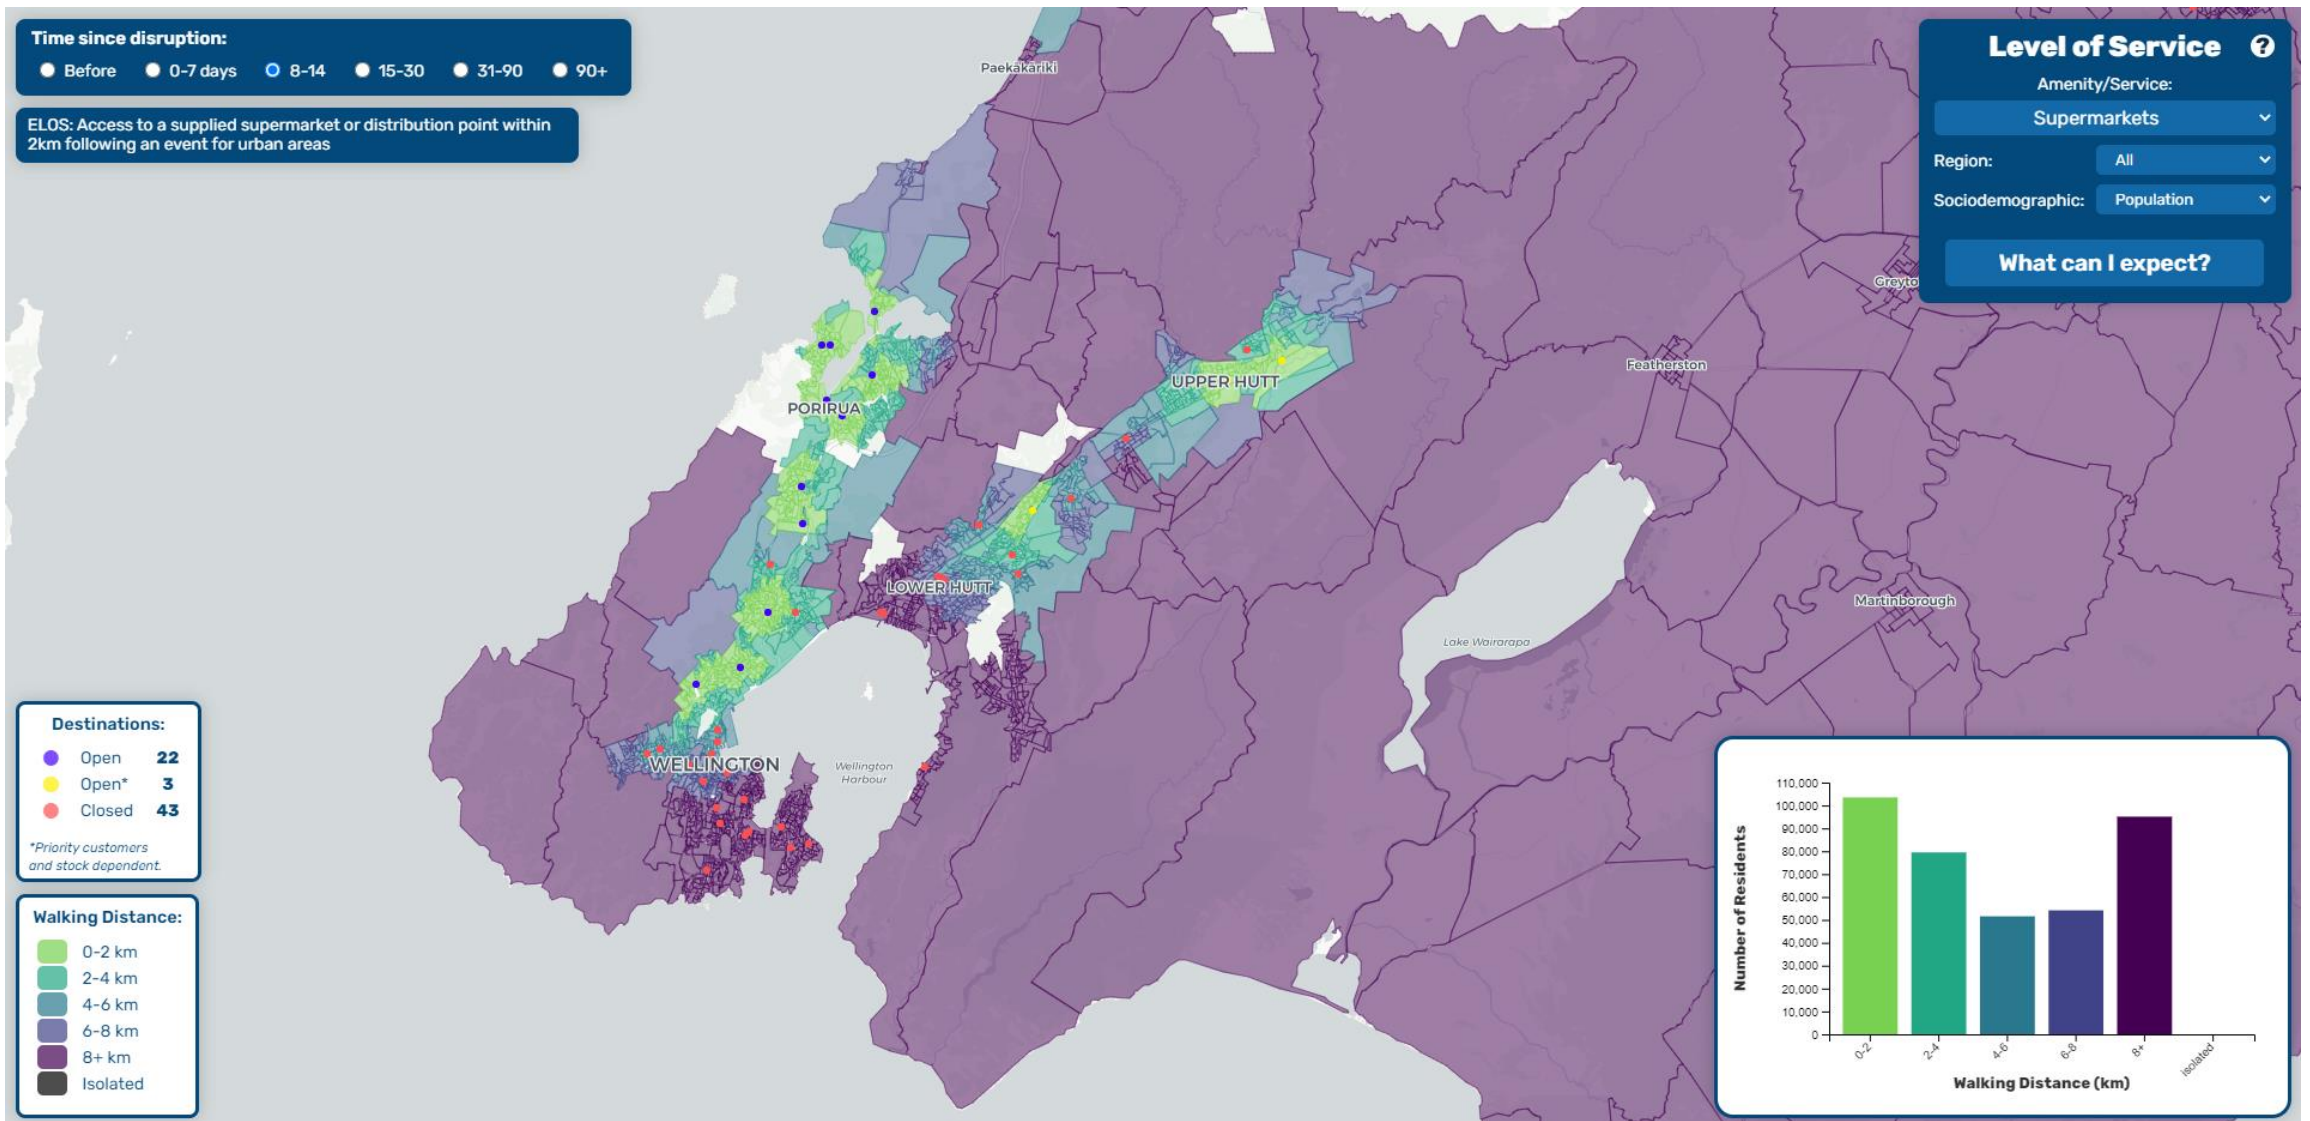 Time since disruption:
Before 0-7 days 8-14 15-30 31-90 90+
ELOS: Access to a supplied supermarket or distribution point within
2km following an event for urban areas
Level of Service ?
Amenity/Service:
Supermarkets
Region: All
Sociodemographic: Population
What can I expect?
Paekākāriki
Greyto
UPPER HUTT
Featherston
PORIRUA
LOWER HUTT
Martinborough
Lake Wairarapa
WELLINGTON
Wellington
Harbour
Destinations:
Open 22
Open* 3
Closed 43
*Priority customers
and stock dependent.
Walking Distance:
0-2 km
2-4 km
4-6 km
6-8 km
8+ km
Isolated
Number of Residents
110,000
100,000
90,000
80,000
70,000
60,000
50,000
40,000
30,000
20,000
10,000
0
0-2 2-4 4-6 6-8 8+ Isolated
Walking Distance (km)